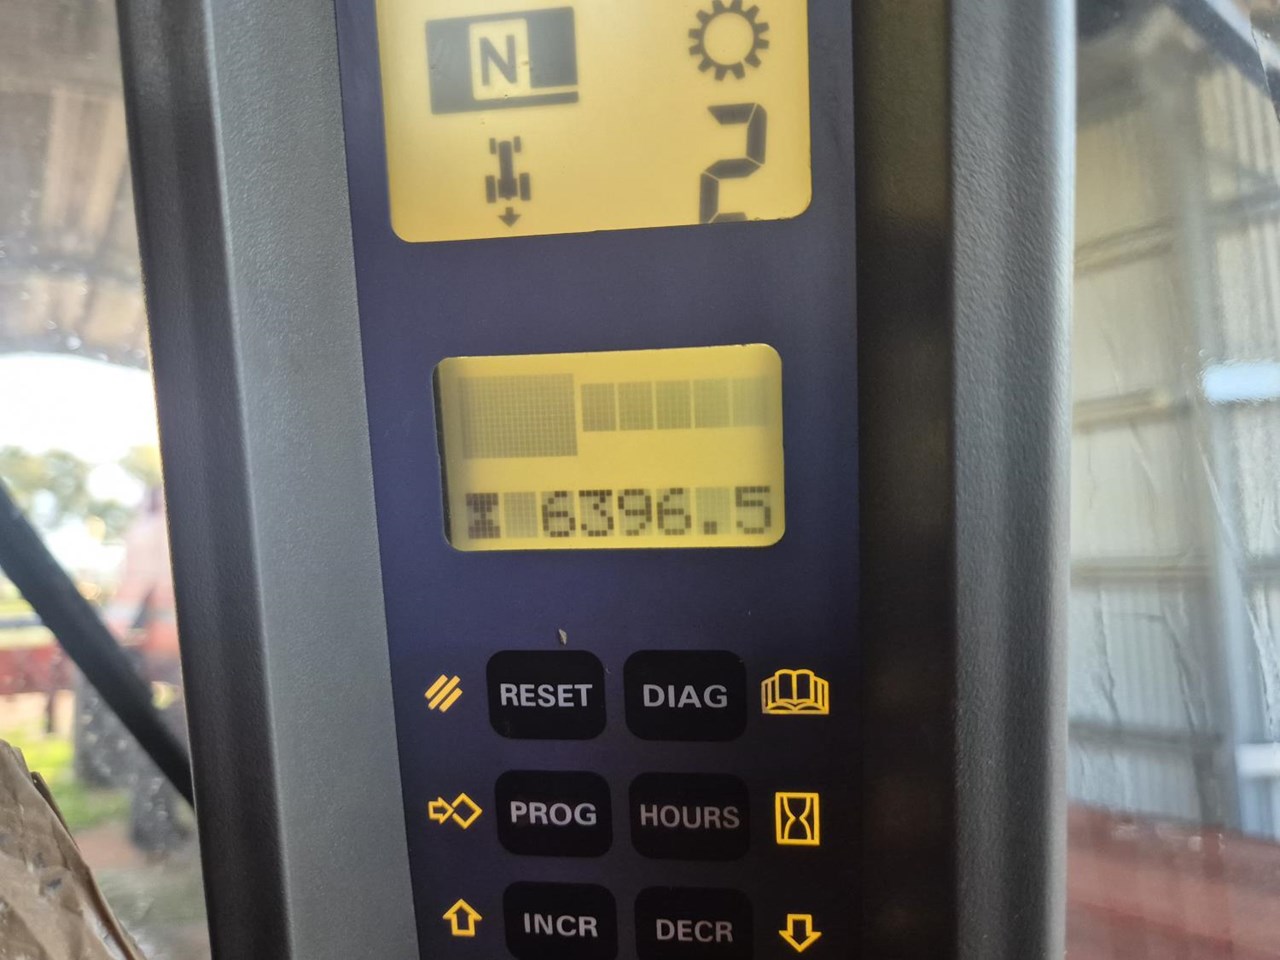 N
2
6396.5
RESET DIAG
PROG HOURS
INCR DECR